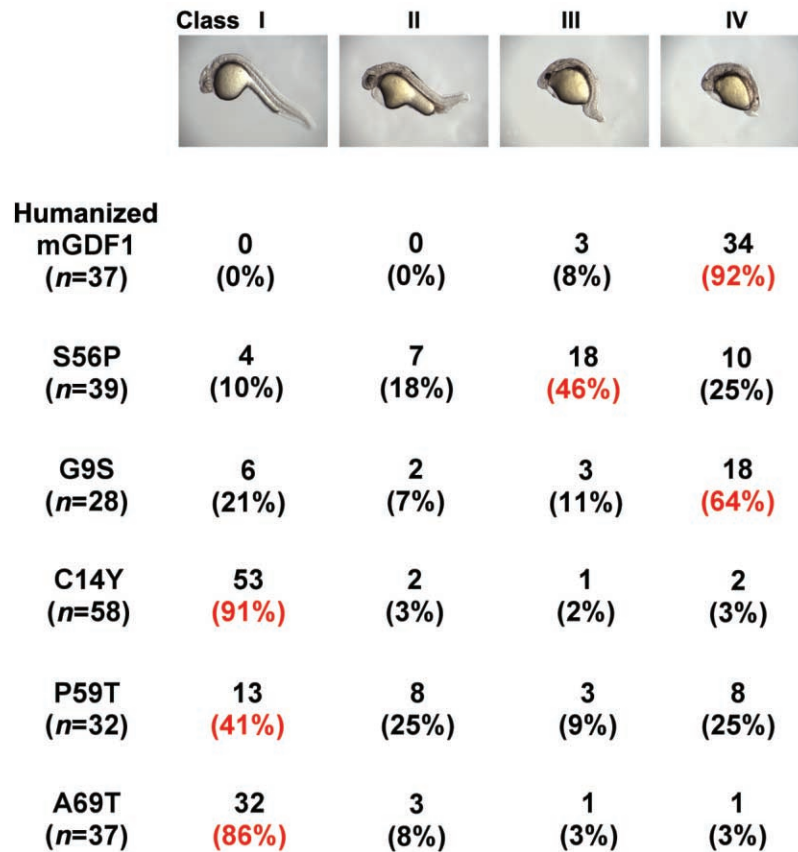 Class I II III IV
Humanized
mGDF1 0 0 3 34
(n=37) (0%) (0%) (8%) (92%)
S56P 4 7 18 10
(n=39) (10%) (18%) (46%) (25%)
G9S 6 2 3 18
(n=28) (21%) (7%) (11%) (64%)
C14Y 53 2 1 2
(n=58) (91%) (3%) (2%) (3%)
P59T 13 8 3 8
(n=32) (41%) (25%) (9%) (25%)
A69T 32 3 1 1
(n=37) (86%) (8%) (3%) (3%)